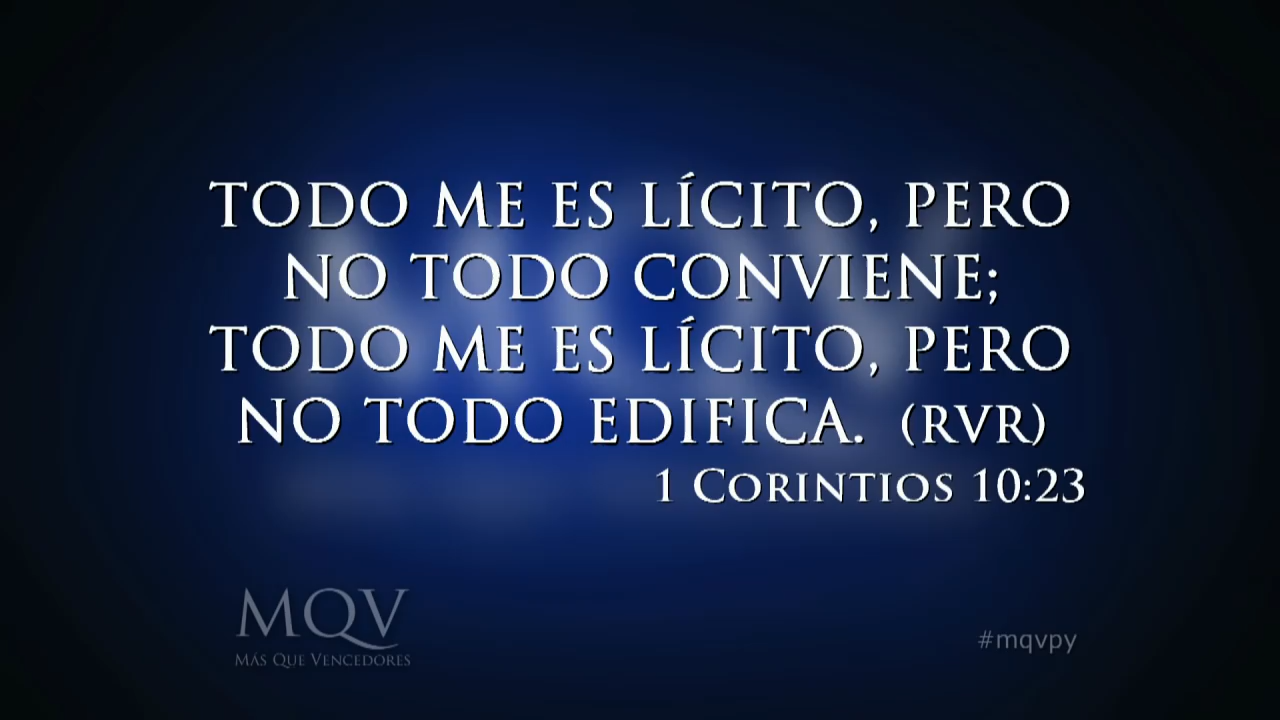 TODO ME ES LÍCITO, PERO
NO TODO CONVIENE;
TODO ME ES LÍCITO, PERO
NO TODO EDIFICA. (RVR)
1 CORINTIOS 10:23
MQV
MÁS QUE VENCEDORES
#mqvpy